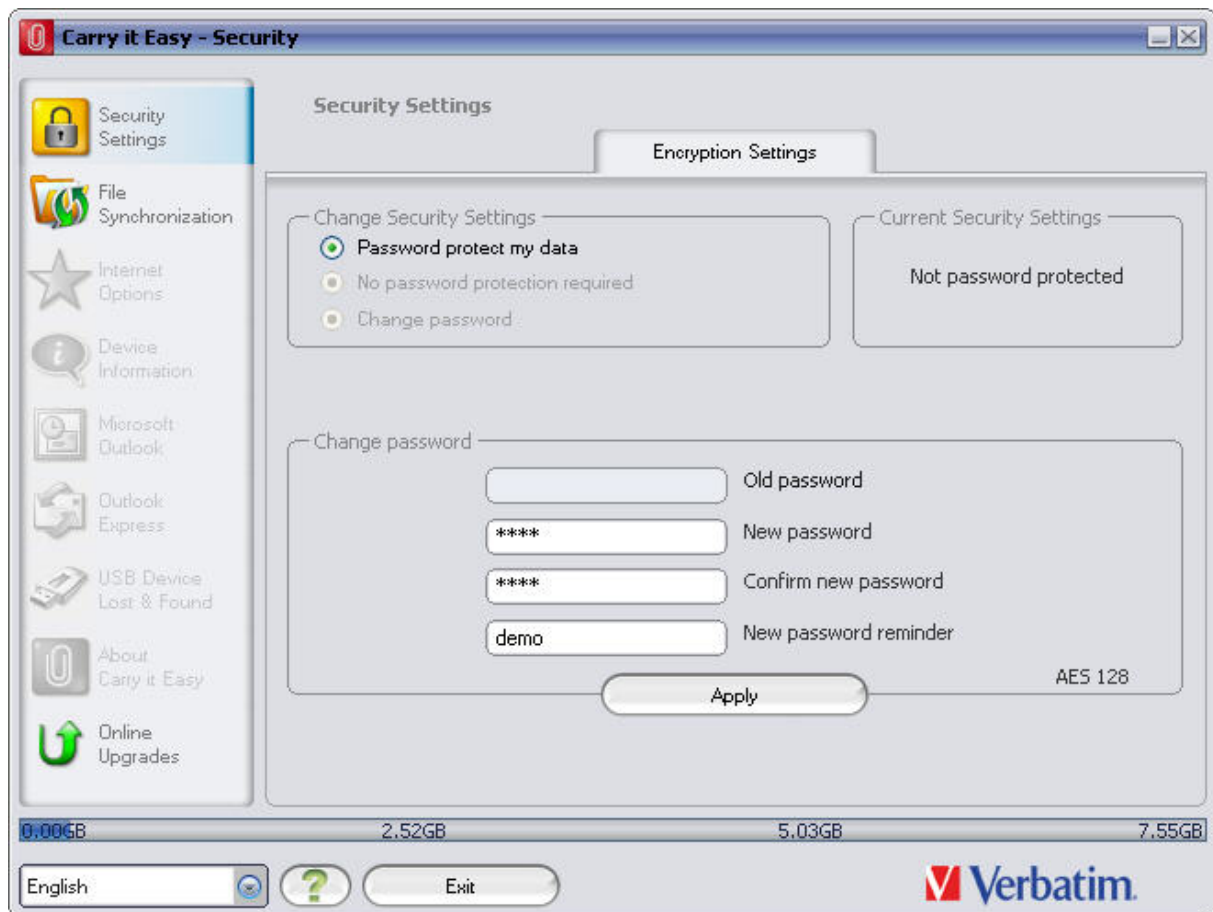 Carry it Easy - Security
Security
Settings
File
Synchronization
Internet
Options
Device
Information
Microsoft
Outlook
Outlook
Express
USB Device
Lost & Found
About
Carry it Easy
Online
Upgrades
Security Settings
Encryption Settings
Change Security Settings
Password protect my data
No password protection required
Change password
Current Security Settings
Not password protected
Change password
Old password
**** New password
**** Confirm new password
demo New password reminder
AES 128
Apply
0.00GB 2.52GB 5.03GB 7.55GB
English ? Exit Verbatim.